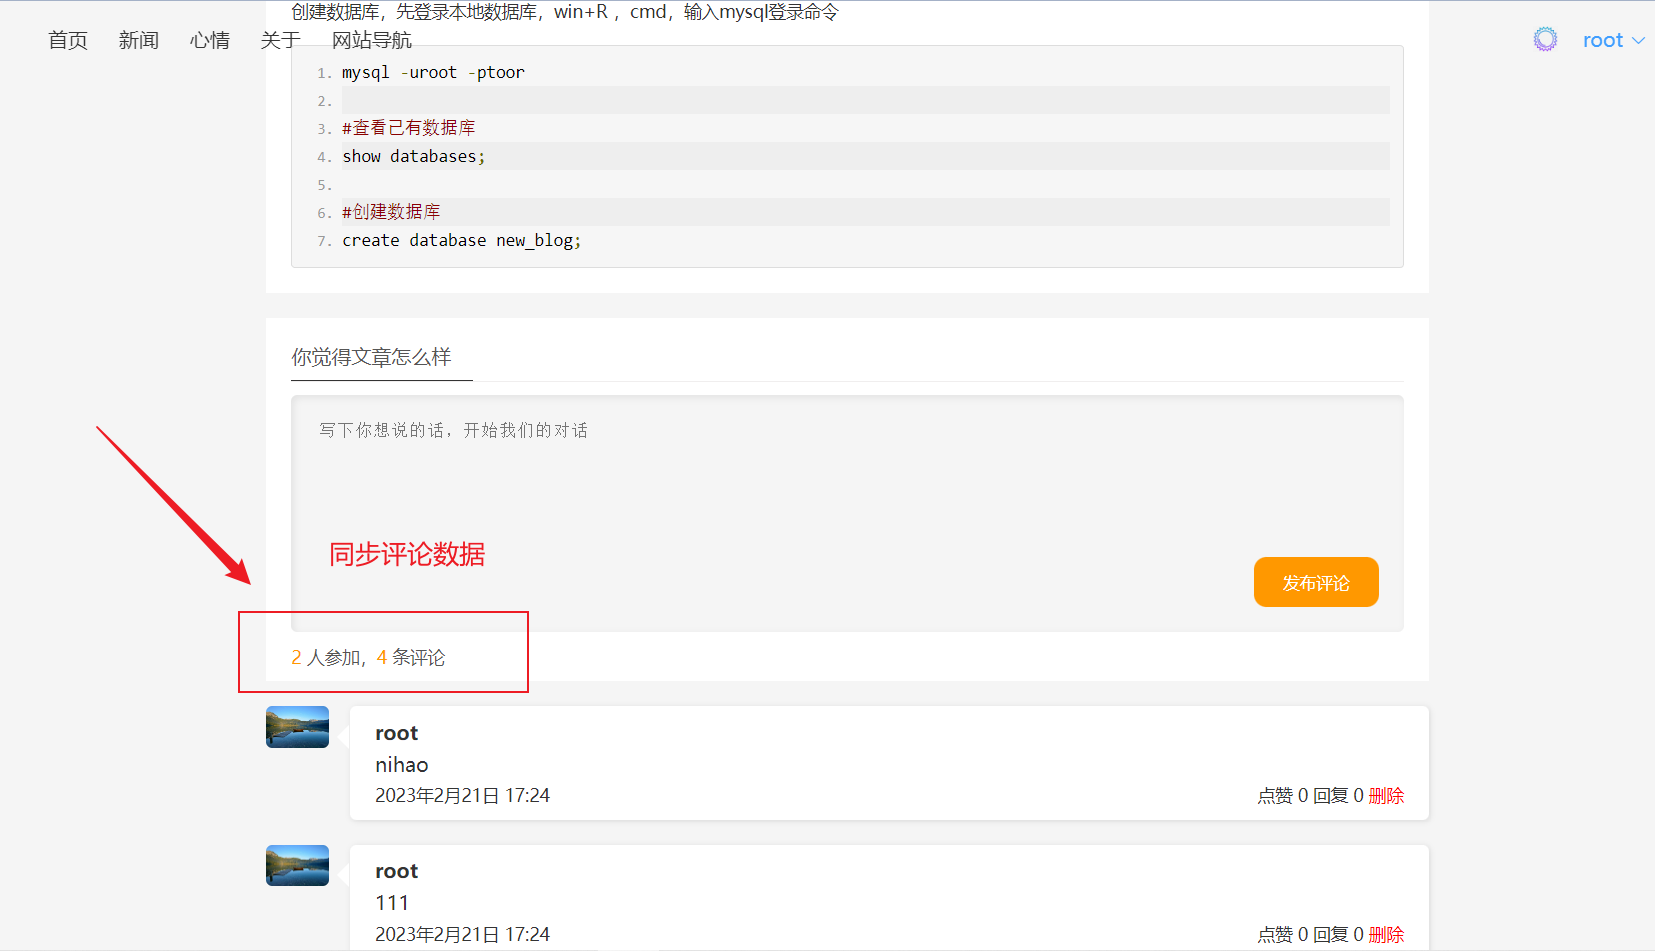 创建数据库，先登录本地数据库，win+R ，cmd，输入mysql登录命令
首页 新闻 心情 关于 网站导航 root
1. mysql -uroot -ptoor
2.
3. #查看已有数据库
4. show databases;
5.
6. #创建数据库
7. create database new_blog;
你觉得文章怎么样
写下你想说的话，开始我们的对话
同步评论数据
发布评论
2 人参加，4 条评论
root
nihao
2023年2月21日 17:24 点赞 0 回复 0 删除
root
111
2023年2月21日 17:24 点赞 0 回复 0 删除